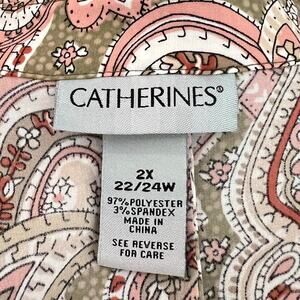 CATHERINES®
2X
22/24W
97% POLYESTER
3% SPANDEX
MADE IN
CHINA
SEE REVERSE
FOR CARE